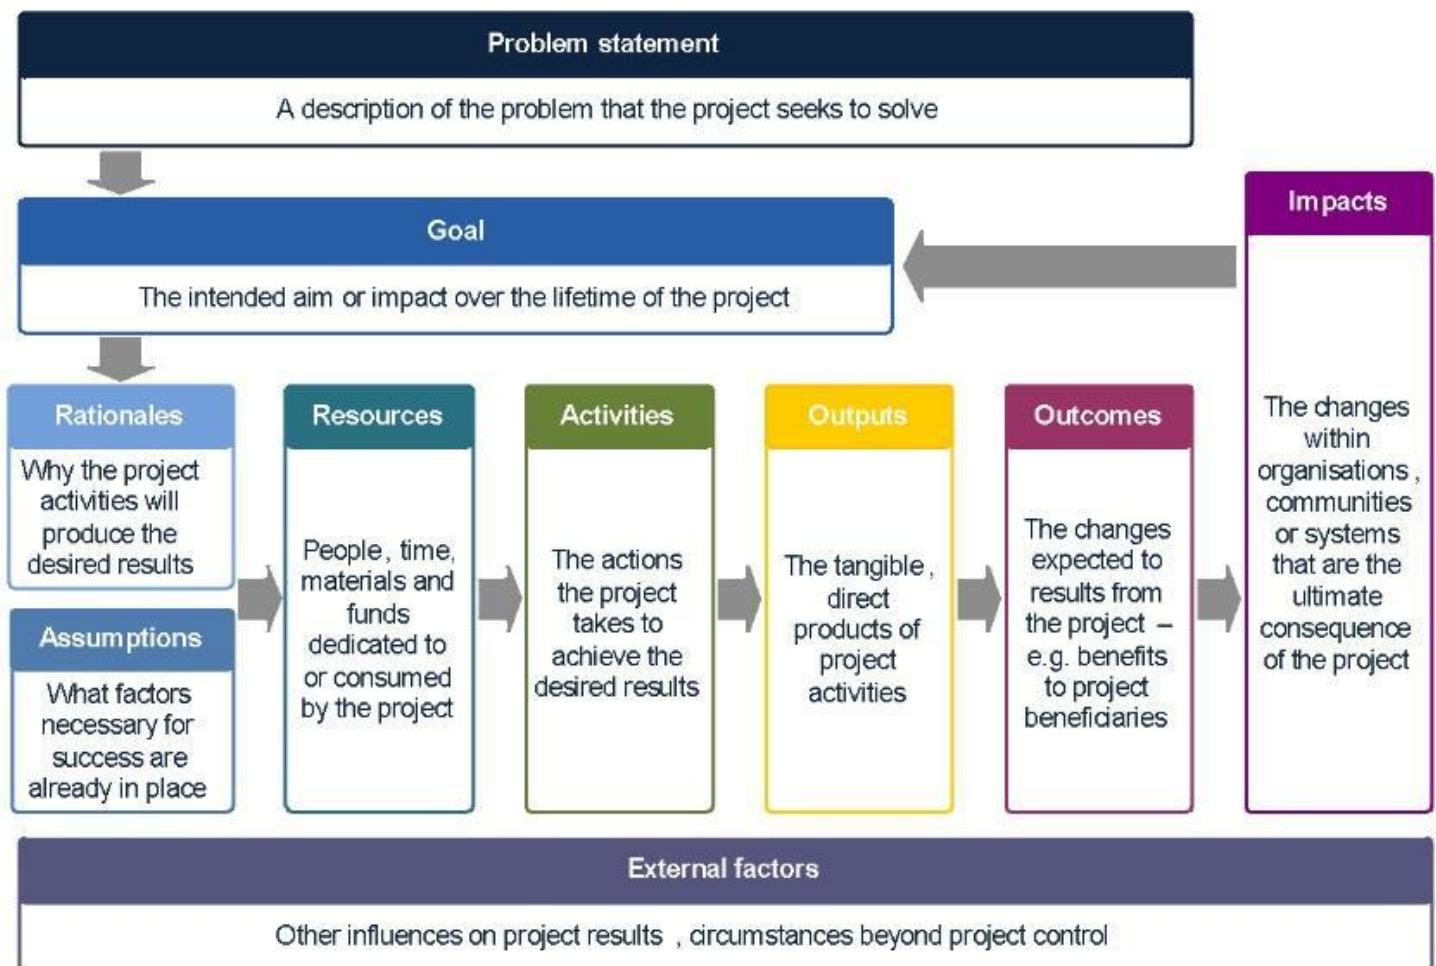 Problem statement
A description of the problem that the project seeks to solve
Goal
The intended aim or impact over the lifetime of the project
Rationales
Why the project
activities will
produce the
desired results
Assumptions
What factors
necessary for
success are
already in place
Resources
People, time,
materials and
funds
dedicated to
or consumed
by the project
Activities
The actions
the project
takes to
achieve the
desired results
Outputs
The tangible,
direct
products of
project
activities
Outcomes
The changes
expected to
results from
the project –
e.g. benefits
to project
beneficiaries
Impacts
The changes
within
organisations,
communities
or systems
that are the
ultimate
consequence
of the project
External factors
Other influences on project results , circumstances beyond project control